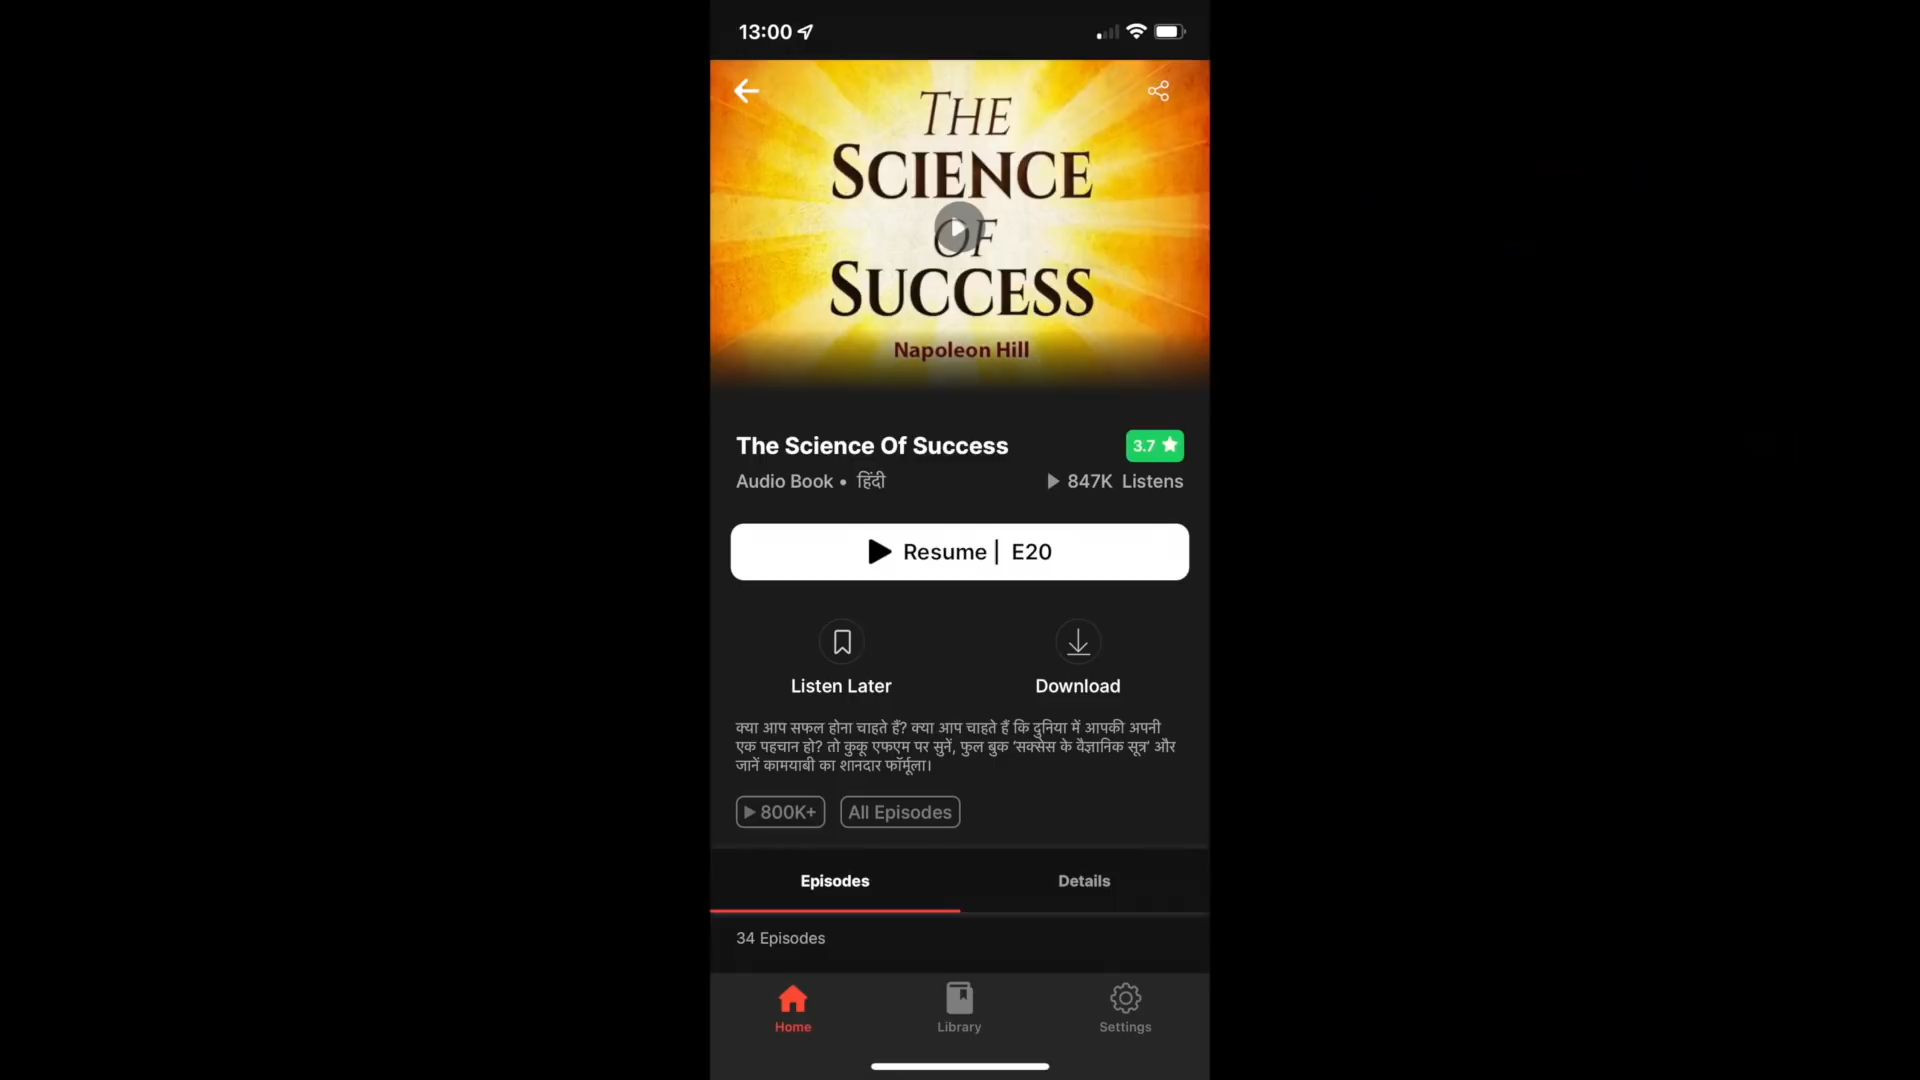 13:00
THE
SCIENCE
OF
SUCCESS
Napoleon Hill
The Science Of Success
3.7
Audio Book • हिंदी
847K Listens
Resume | E20
Listen Later
Download
क्या आप सफल होना चाहते हैं? क्या आप चाहते हैं कि दुनिया में आपकी अपनी
एक पहचान हो? तो कुकू एफएम पर सुनें, फुल बुक 'सक्सेस के वैज्ञानिक सूत्र' और
जानें कामयाबी का शानदार फॉर्मूला।
800K+
All Episodes
Episodes
Details
34 Episodes
Home
Library
Settings